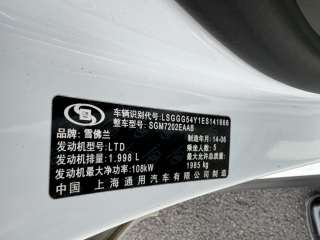 车辆识别代号: LSGGG54Y1ES141666
整车型号: SGM7202EAAB
品牌: 雪佛兰
制造年月: 14-06
发动机型号: LTD
乘坐人数: 5
发动机排量: 1.998 L
最大允许总质量: 1985 kg
发动机最大净功率: 108kW
中国 上海通用汽车有限公司制造